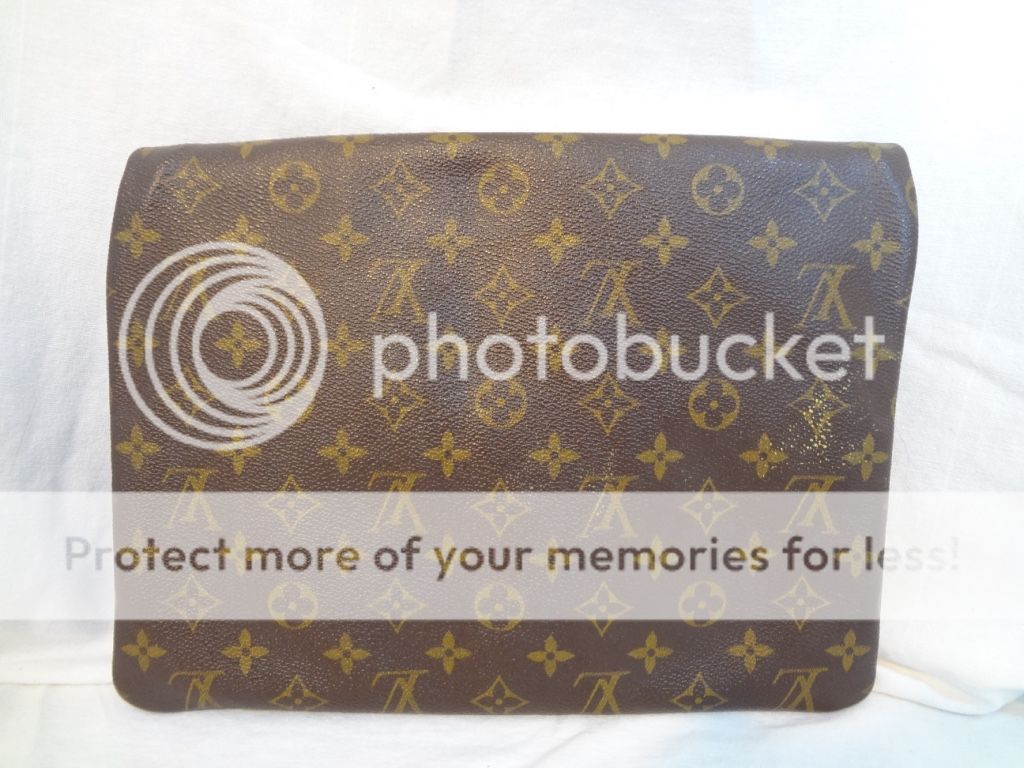 photobucket
Protect more of your memories for less!